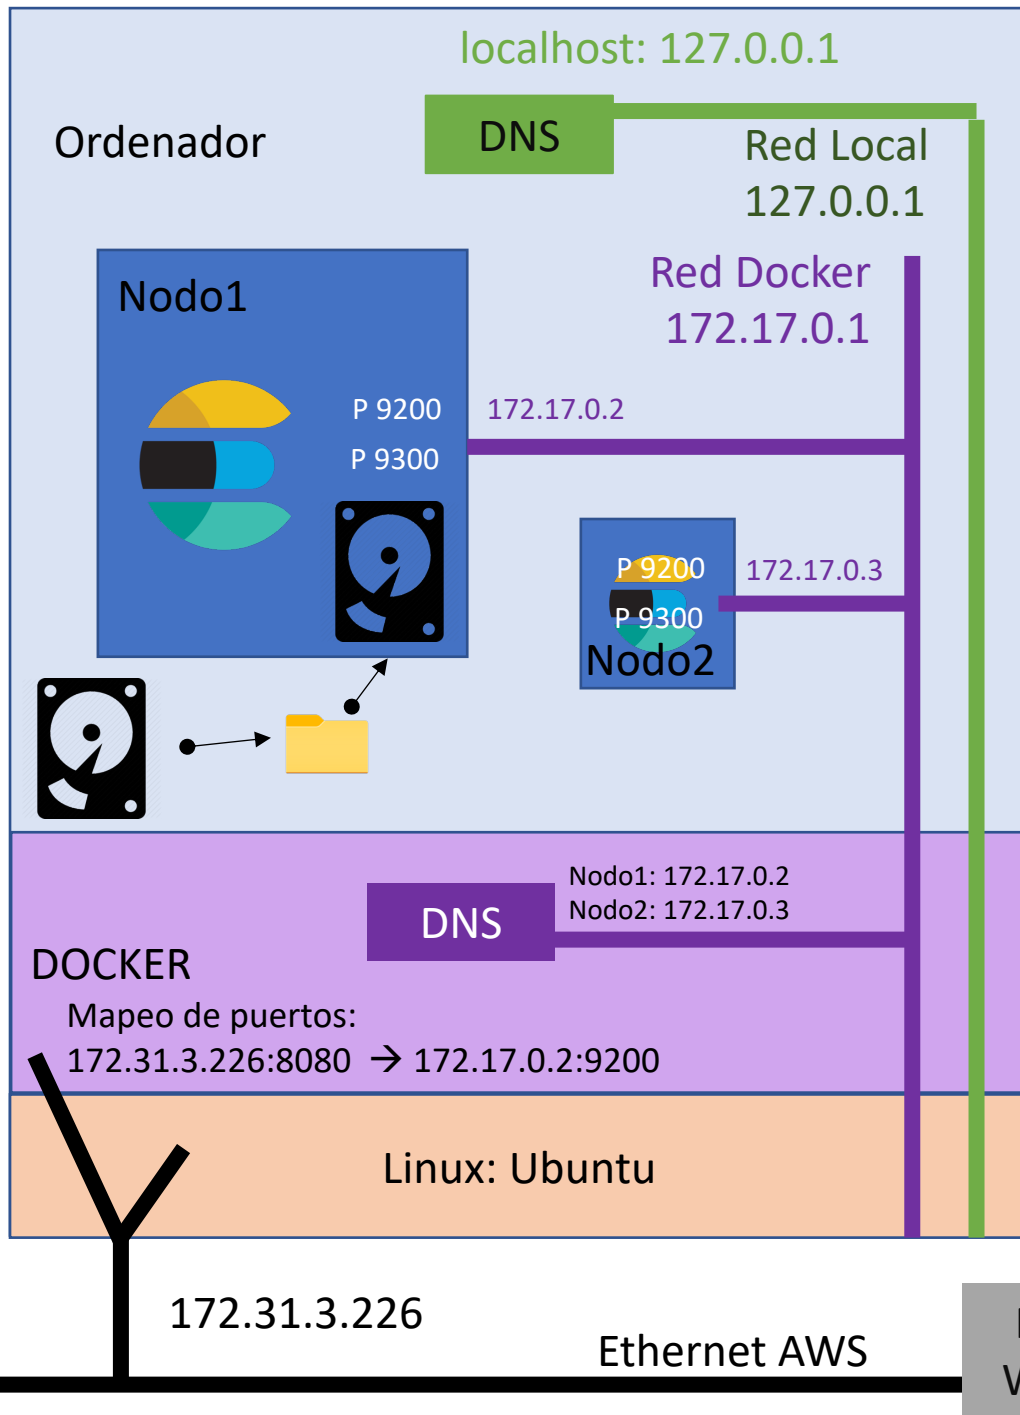 localhost: 127.0.0.1
Ordenador
DNS
Red Local
127.0.0.1
Red Docker
172.17.0.1
Nodo1
P 9200
172.17.0.2
P 9300
P 9200
172.17.0.3
P 9300
Nodo2
Nodo1: 172.17.0.2
DNS
Nodo2: 172.17.0.3
DOCKER
Mapeo de puertos:
172.31.3.226:8080 → 172.17.0.2:9200
Linux: Ubuntu
172.31.3.226
Ethernet AWS